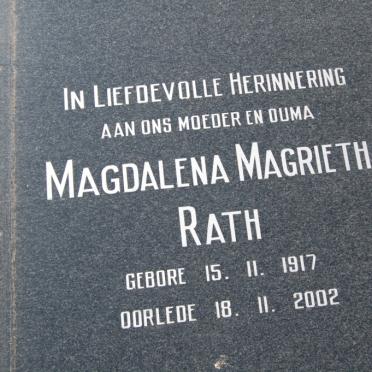 In Liefdevolle Herinnering
aan ons moeder en ouma
Magdalena Magrieth
Rath
Gebore 15. 11. 1917
Oorlede 18. 11. 2002